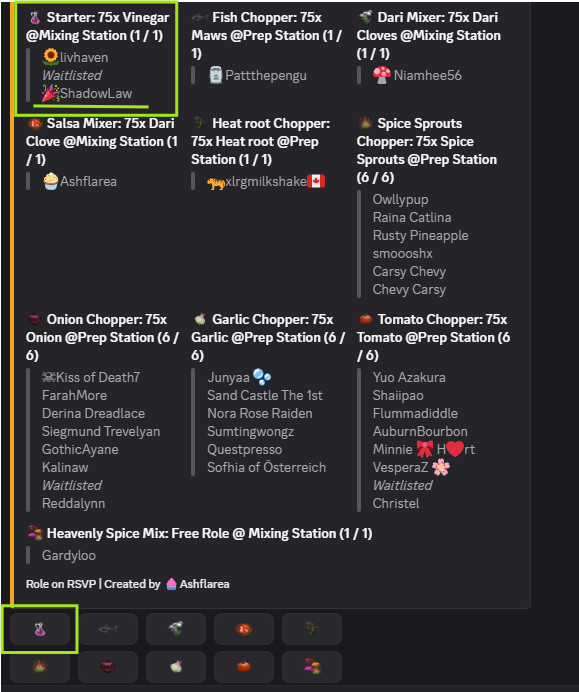 Starter: 75x Vinegar
@Mixing Station (1 / 1)
livhaven
Waitlisted
ShadowLaw
Fish Chopper: 75x
Maws @Prep Station (1 /
1)
Pattthepengu
Dari Mixer: 75x Dari
Cloves @Mixing Station
(1 / 1)
Niamhee56
Salsa Mixer: 75x Dari
Clove @Mixing Station (1
/ 1)
Ashflarea
Heat root Chopper:
75x Heat root @Prep
Station (1 / 1)
xlrgmilkshake
Spice Sprouts
Chopper: 75x Spice
Sprouts @Prep Station
(6 / 6)
Owllypup
Raina Catlina
Rusty Pineapple
smoooshx
Carsy Chevy
Chevy Carsy
Onion Chopper: 75x
Onion @Prep Station (6 /
6)
☠Kiss of Death7
FarahMore
Derina Dreadlace
Siegmund Trevelyan
GothicAyane
Kalinaw
Waitlisted
Reddalynn
Garlic Chopper: 75x
Garlic @Prep Station (6 /
6)
Junyaa
Sand Castle The 1st
Nora Rose Raiden
Sumtingwongz
Questpresso
Sofhia of Österreich
Tomato Chopper: 75x
Tomato @Prep Station (6
/ 6)
Yuo Azakura
Shaiipao
Flummadiddle
AuburnBourbon
Minnie 🎀 H❤rt
VesperaZ
Waitlisted
Christel
Heavenly Spice Mix: Free Role @ Mixing Station (1 / 1)
Gardyloo
Role on RSVP | Created by Ashflarea